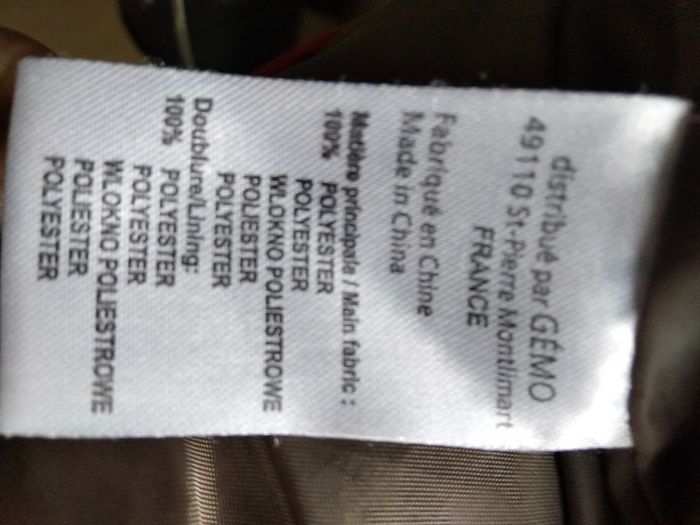 distribué par GÉMO
49110 St-Pierre Montlimart
FRANCE
Fabriqué en Chine
Made in China
Matière principale / Main fabric :
100% POLYESTER
POLYESTER
WLOKNO POLIESTROWE
POLIESTER
POLYESTER
Doublure/Lining:
100% POLYESTER
POLYESTER
WLOKNO POLIESTROWE
POLIESTER
POLYESTER